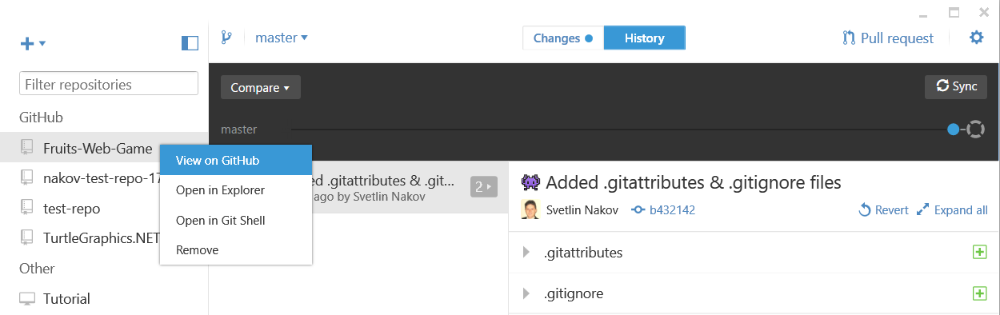 master
Changes
History
Pull request
Filter repositories
Compare
Sync
GitHub
master
Fruits-Web-Game
nakov-test-repo-17
test-repo
TurtleGraphics.NET
Other
Tutorial
View on GitHub
Open in Explorer
Open in Git Shell
Remove
.gitattributes & .git...
ago by Svetlin Nakov
2
Added .gitattributes & .gitignore files
Svetlin Nakov
b432142
Revert
Expand all
.gitattributes
.gitignore